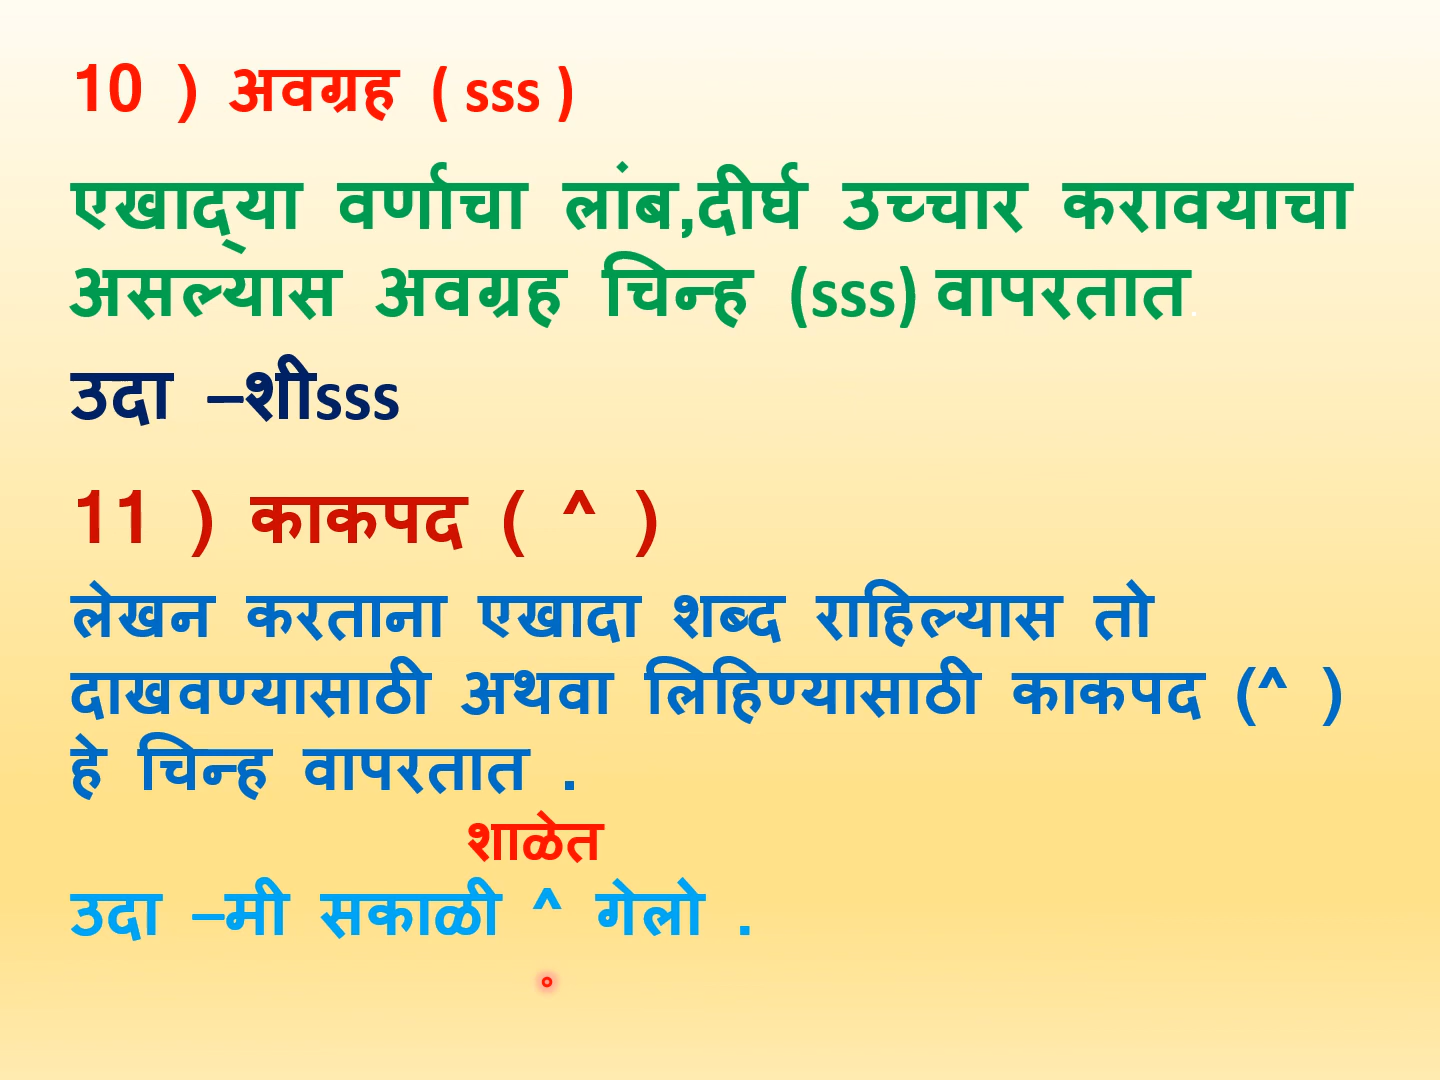 10 ) अवग्रह ( sss )
एखाद्‌या वर्णाचा लांब,दीर्घ उच्चार करावयाचा
असल्यास अवग्रह चिन्ह (sss) वापरतात.
उदा –शीsss
11 ) काकपद ( ^ )
लेखन करताना एखादा शब्द राहिल्यास तो
दाखवण्यासाठी अथवा लिहिण्यासाठी काकपद (^ )
हे चिन्ह वापरतात .
शाळेत
उदा –मी सकाळी ^ गेलो .